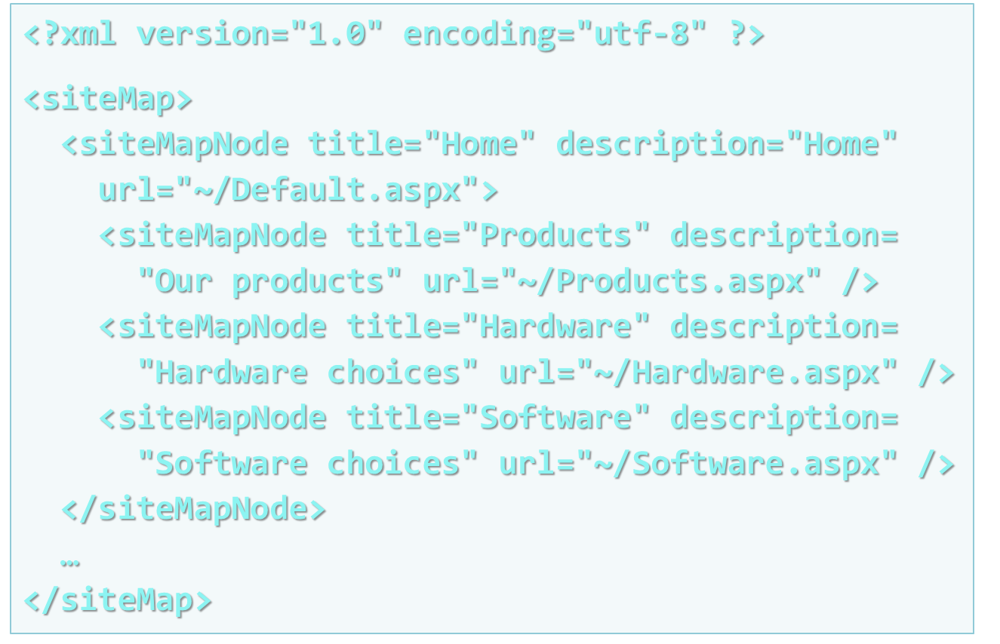 <?xml version="1.0" encoding="utf-8" ?>
<siteMap>
  <siteMapNode title="Home" description="Home"
    url="~/Default.aspx">
    <siteMapNode title="Products" description=
      "Our products" url="~/Products.aspx" />
    <siteMapNode title="Hardware" description=
      "Hardware choices" url="~/Hardware.aspx" />
    <siteMapNode title="Software" description=
      "Software choices" url="~/Software.aspx" />
  </siteMapNode>
  …
</siteMap>